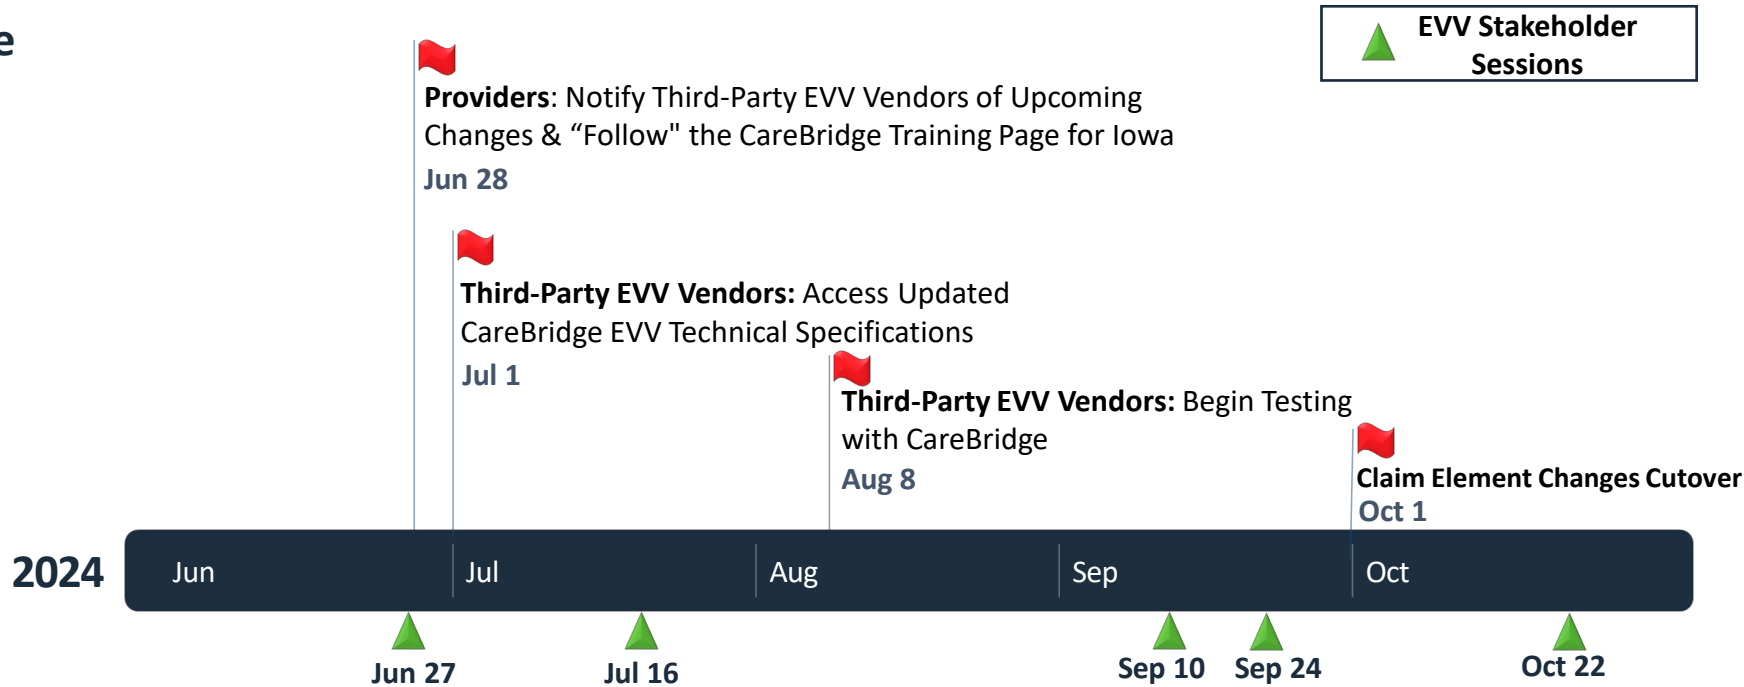 e
EVV Stakeholder
Sessions
Providers: Notify Third-Party EVV Vendors of Upcoming
Changes & “Follow" the CareBridge Training Page for Iowa
Jun 28
Third-Party EVV Vendors: Access Updated
CareBridge EVV Technical Specifications
Jul 1
Third-Party EVV Vendors: Begin Testing
with CareBridge
Aug 8
Claim Element Changes Cutover
Oct 1
2024
Jun
Jul
Aug
Sep
Oct
Jun 27
Jul 16
Sep 10
Sep 24
Oct 22